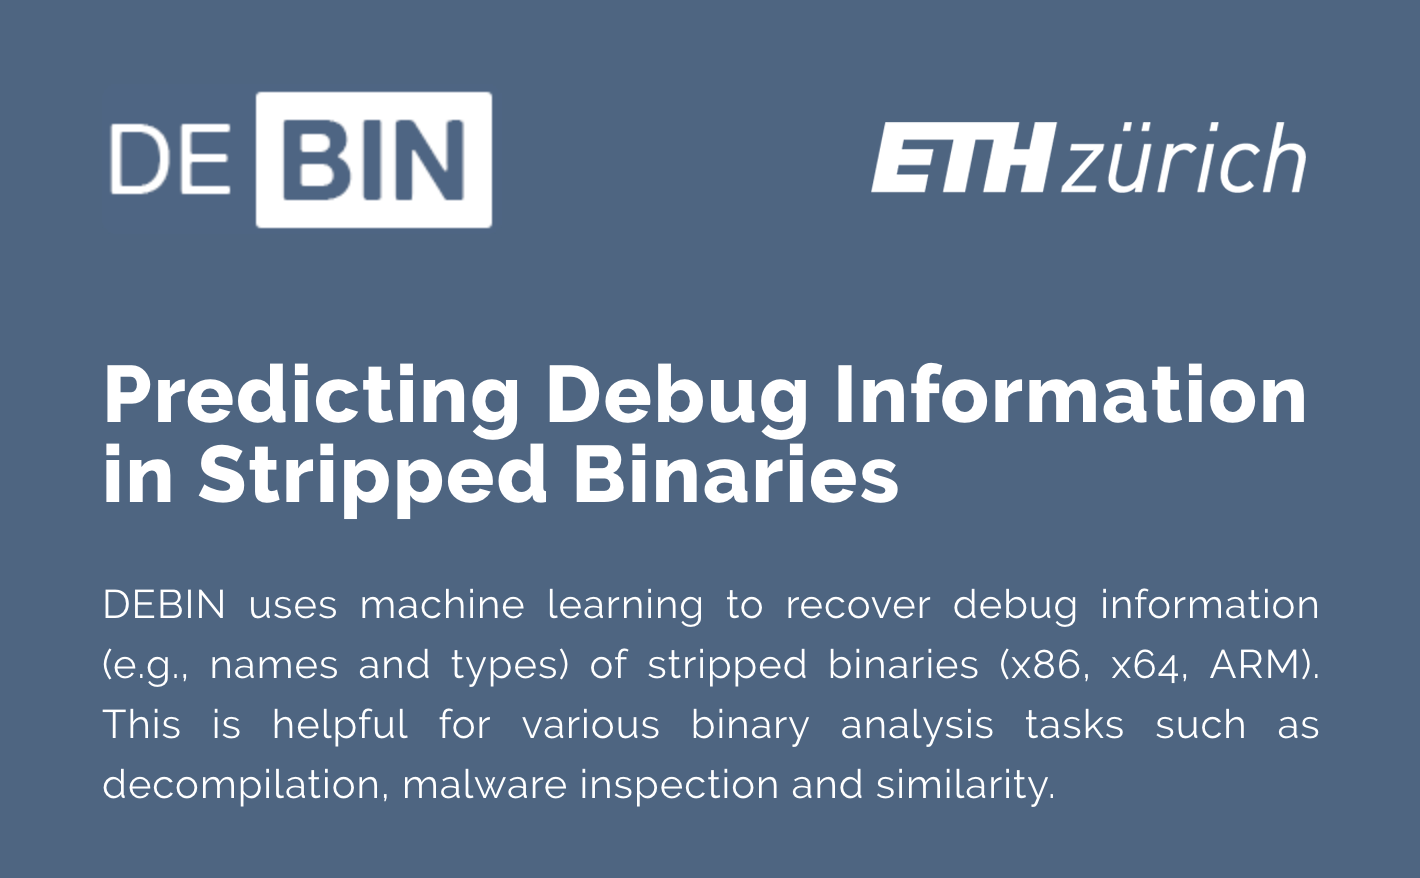 DEBIN
ETH zürich
Predicting Debug Information
in Stripped Binaries
DEBIN uses machine learning to recover debug information
(e.g., names and types) of stripped binaries (x86, x64, ARM).
This is helpful for various binary analysis tasks such as
decompilation, malware inspection and similarity.